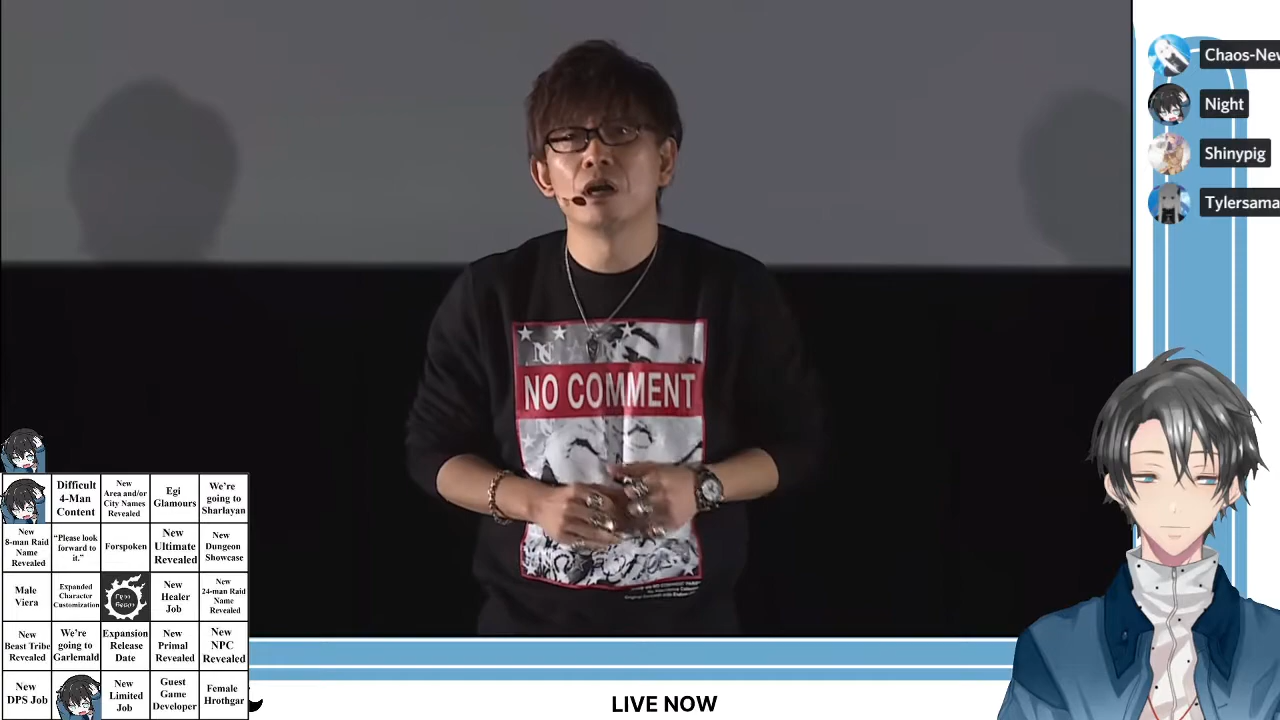 Chaos-Nev
Night
Shinypig
Tylersama
NO COMMENT
Difficult
4-Man
Content
New
Area and/or
City Names
Revealed
Egi
Glamours
We're
going to
Sharlayan
New
8-man Raid
Name
Revealed
"Please look
forward to
it."
Forspoken
New
Ultimate
Revealed
New
Dungeon
Showcase
Male
Viera
Expanded
Character
Customization
New
Healer
Job
New
24-man Raid
Name
Revealed
New
Beast Tribe
Revealed
We're
going to
Garlemald
Expansion
Release
Date
New
Primal
Revealed
New
NPC
Revealed
New
DPS Job
New
Limited
Job
Guest
Game
Developer
Female
Hrothgar
LIVE NOW